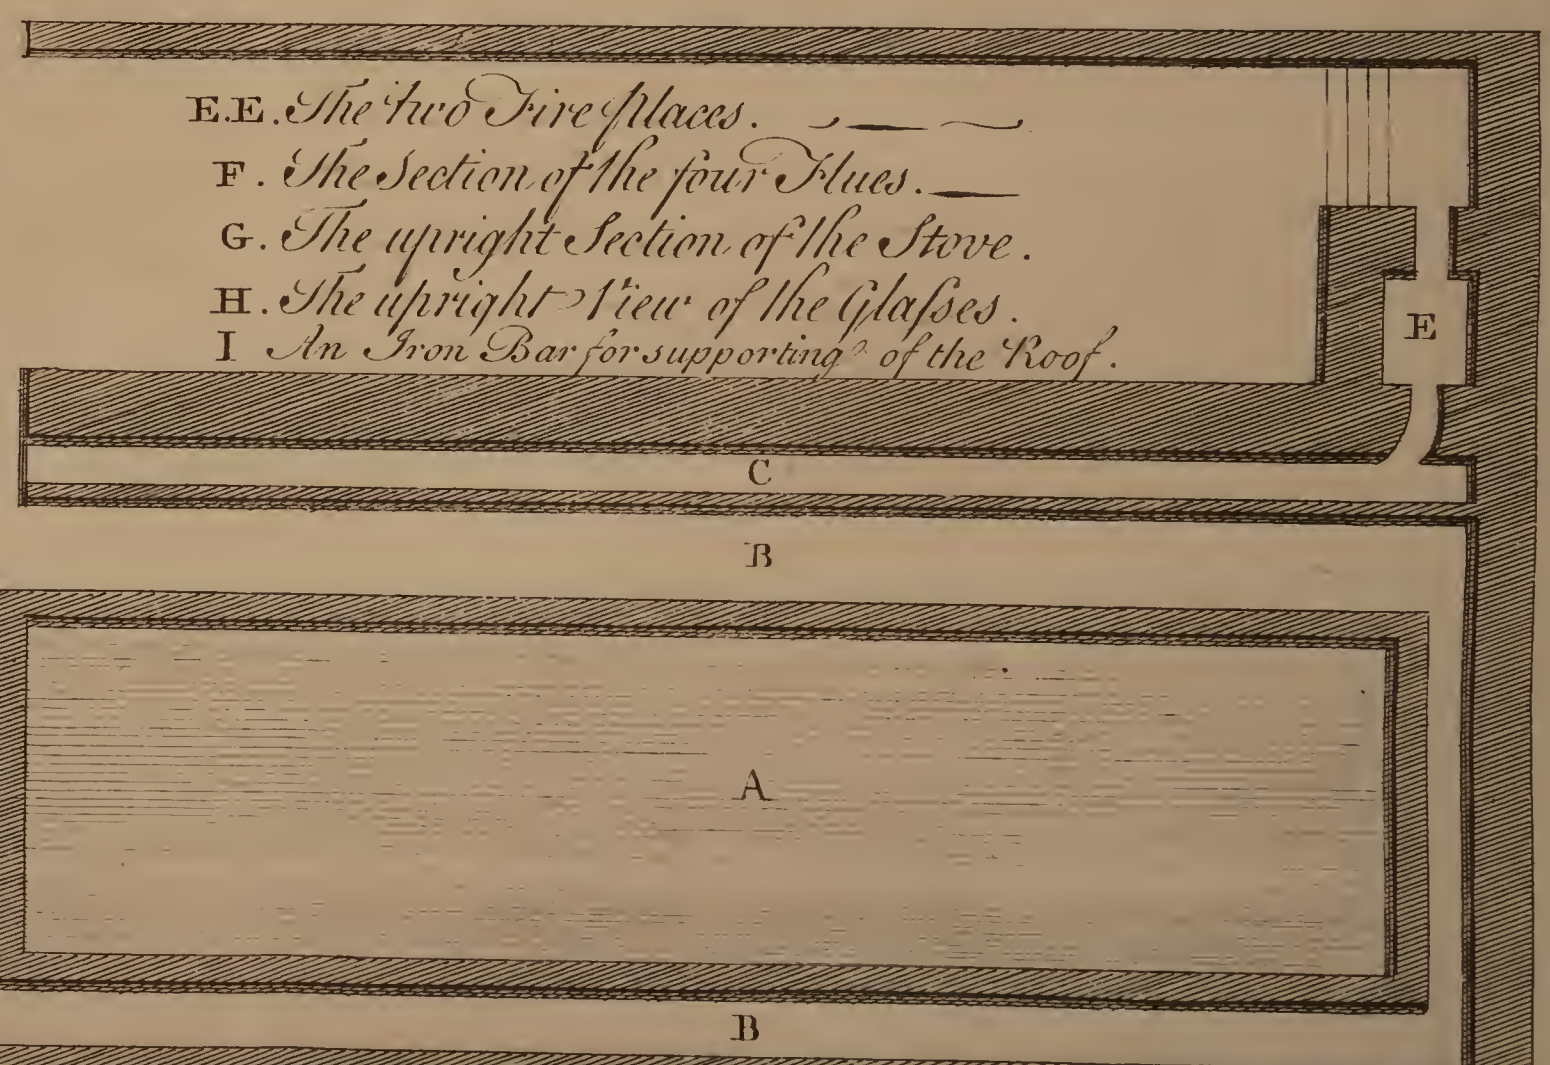 E.E. The two Fire places.
F. The Section of the four Flues.
G. The upright Section of the Stove.
H. The upright View of the Glaſses.
I An Iron Bar for supporting of the Roof.
E
C
B
A
B